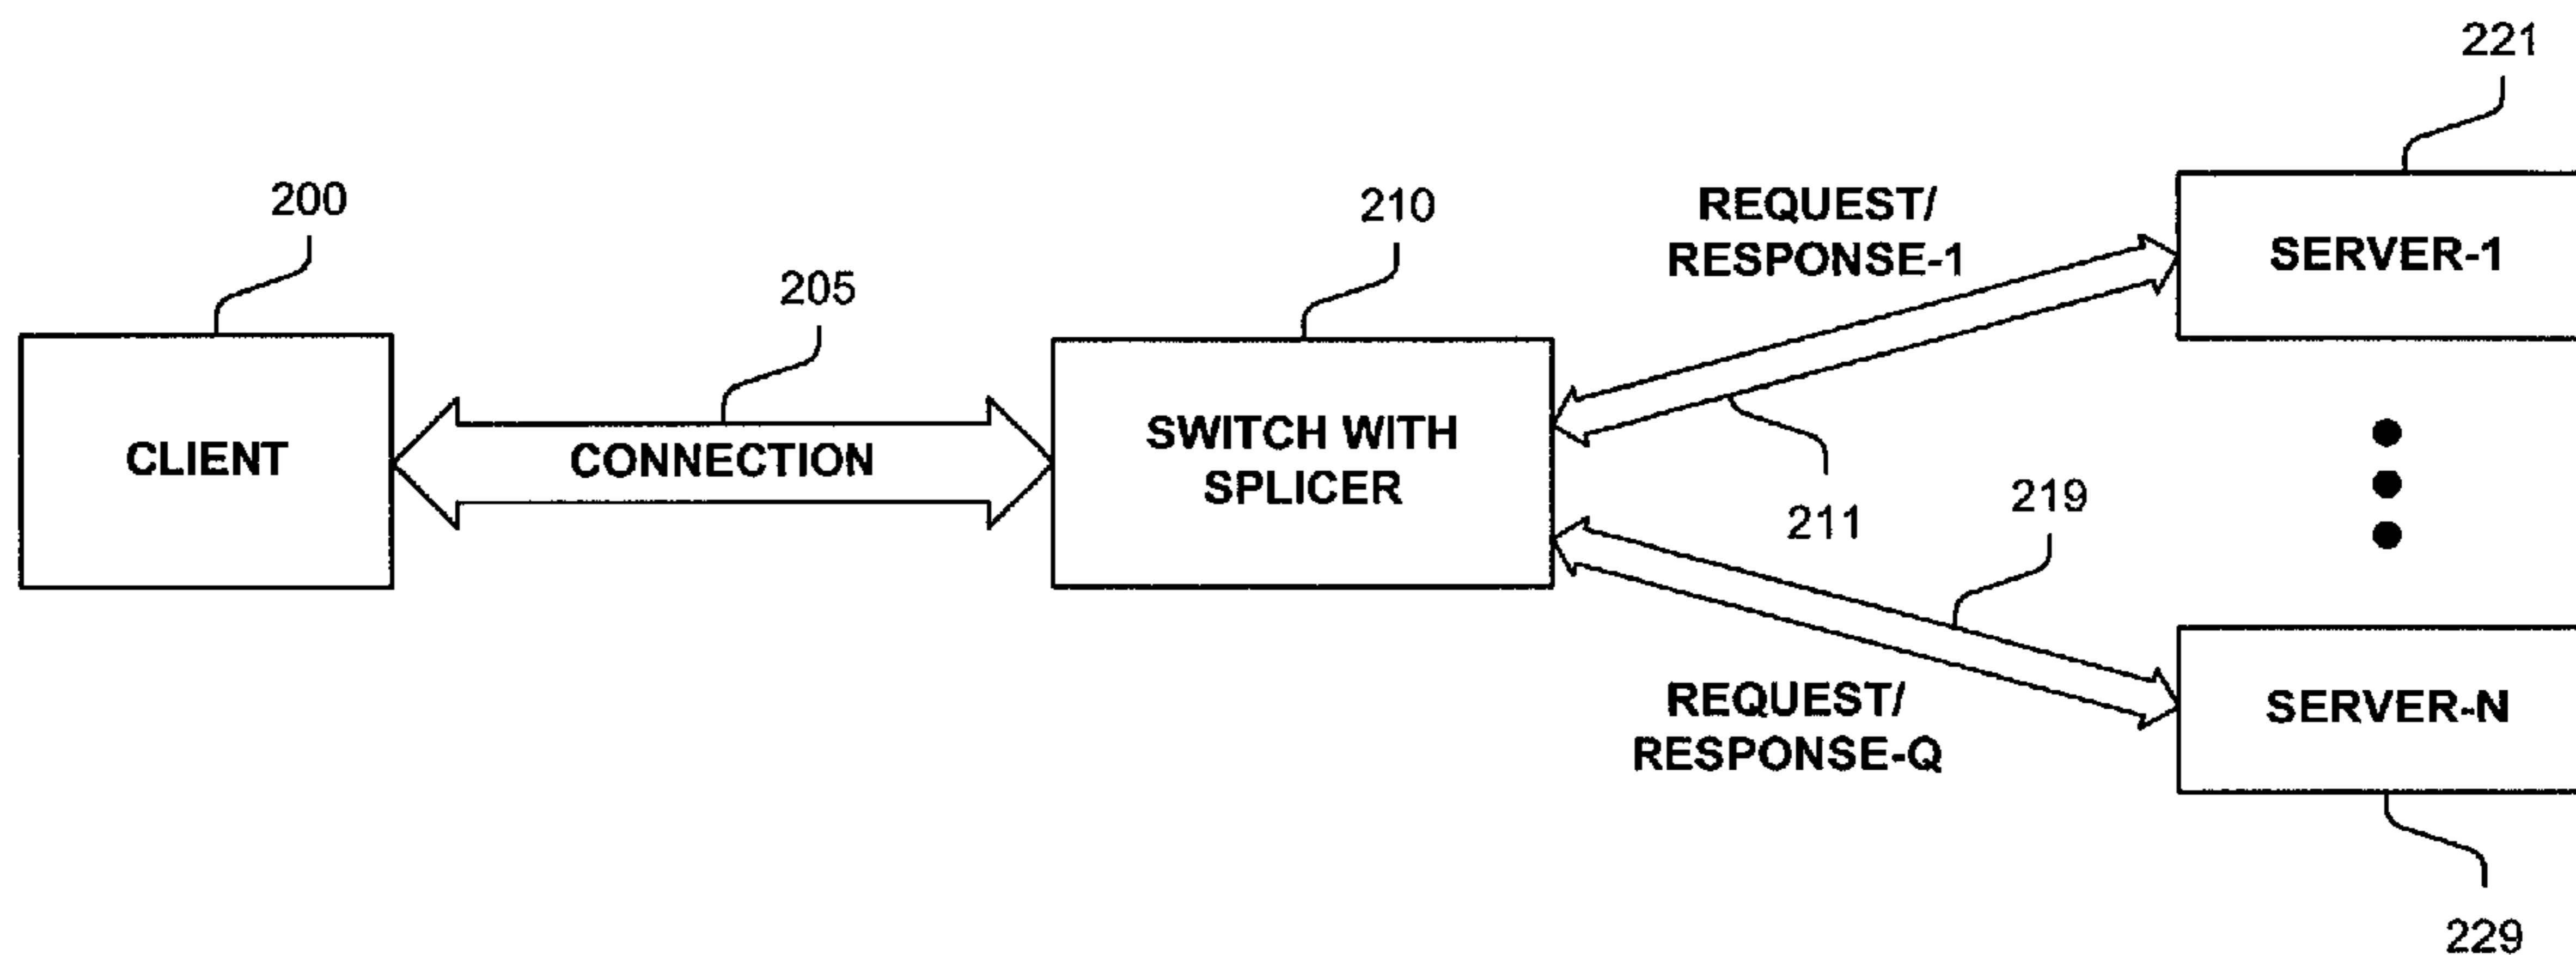 221
200
210
REQUEST/
RESPONSE-1
SERVER-1
205
CLIENT
CONNECTION
SWITCH WITH
SPLICER
211
219
REQUEST/
RESPONSE-Q
SERVER-N
229